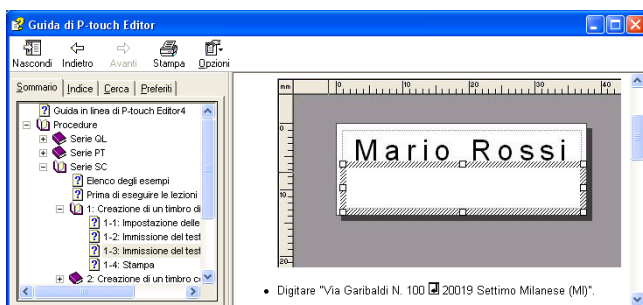 Guida di P-touch Editor
Nascondi Indietro Avanti Stampa Opzioni
Sommario Indice Cerca Preferiti
Guida in linea di P-touch Editor4
Procedure
Serie QL
Serie PT
Serie SC
Elenco degli esempi
Prima di eseguire le lezioni
1: Creazione di un timbro di
1-1: Impostazione delle
1-2: Immissione del test
1-3: Immissione del test
1-4: Stampa
2: Creazione di un timbro c
mm
0 10 20 30 40
0
10
20
Mario Rossi
• Digitare "Via Garibaldi N. 100 20019 Settimo Milanese (MI)".